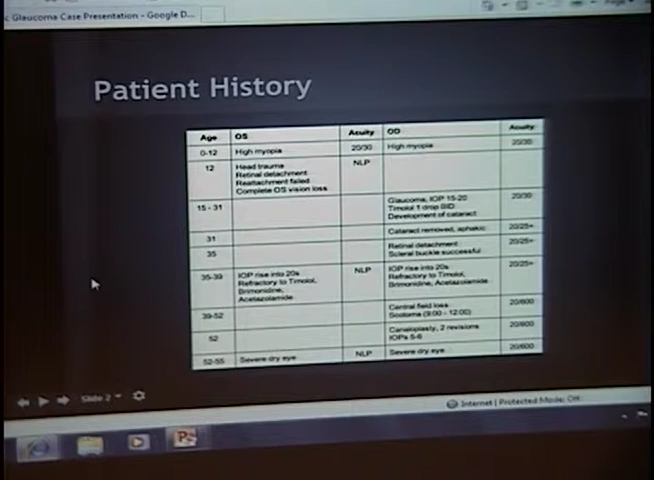 c Glaucoma Case Presentation - Google D...
Patient History
Age OS Acuity OD Acuity
0-12 High myopia 20/30 High myopia 20/30
12 Head trauma NLP
Retinal detachment
Reattachment failed
Complete OS vision loss
15 - 31 Glaucoma, IOP 15-20 20/30
Timolol 1 drop BID
Development of cataract
31 Cataract removed, aphakic 20/25+
35 Retinal detachment 20/25+
Scleral buckle successful
35-39 IOP rise into 20s NLP IOP rise into 20s 20/25+
Refractory to Timolol, Refractory to Timolol,
Brimonidine, Brimonidine, Acetazolamide
Acetazolamide
39-52 Central field loss 20/600
Scotoma (9:00 - 12:00)
52 Canaloplasty, 2 revisions 20/600
IOPs 5-6
52-55 Severe dry eye NLP Severe dry eye 20/600
Slide 2
Internet | Protected Mode: